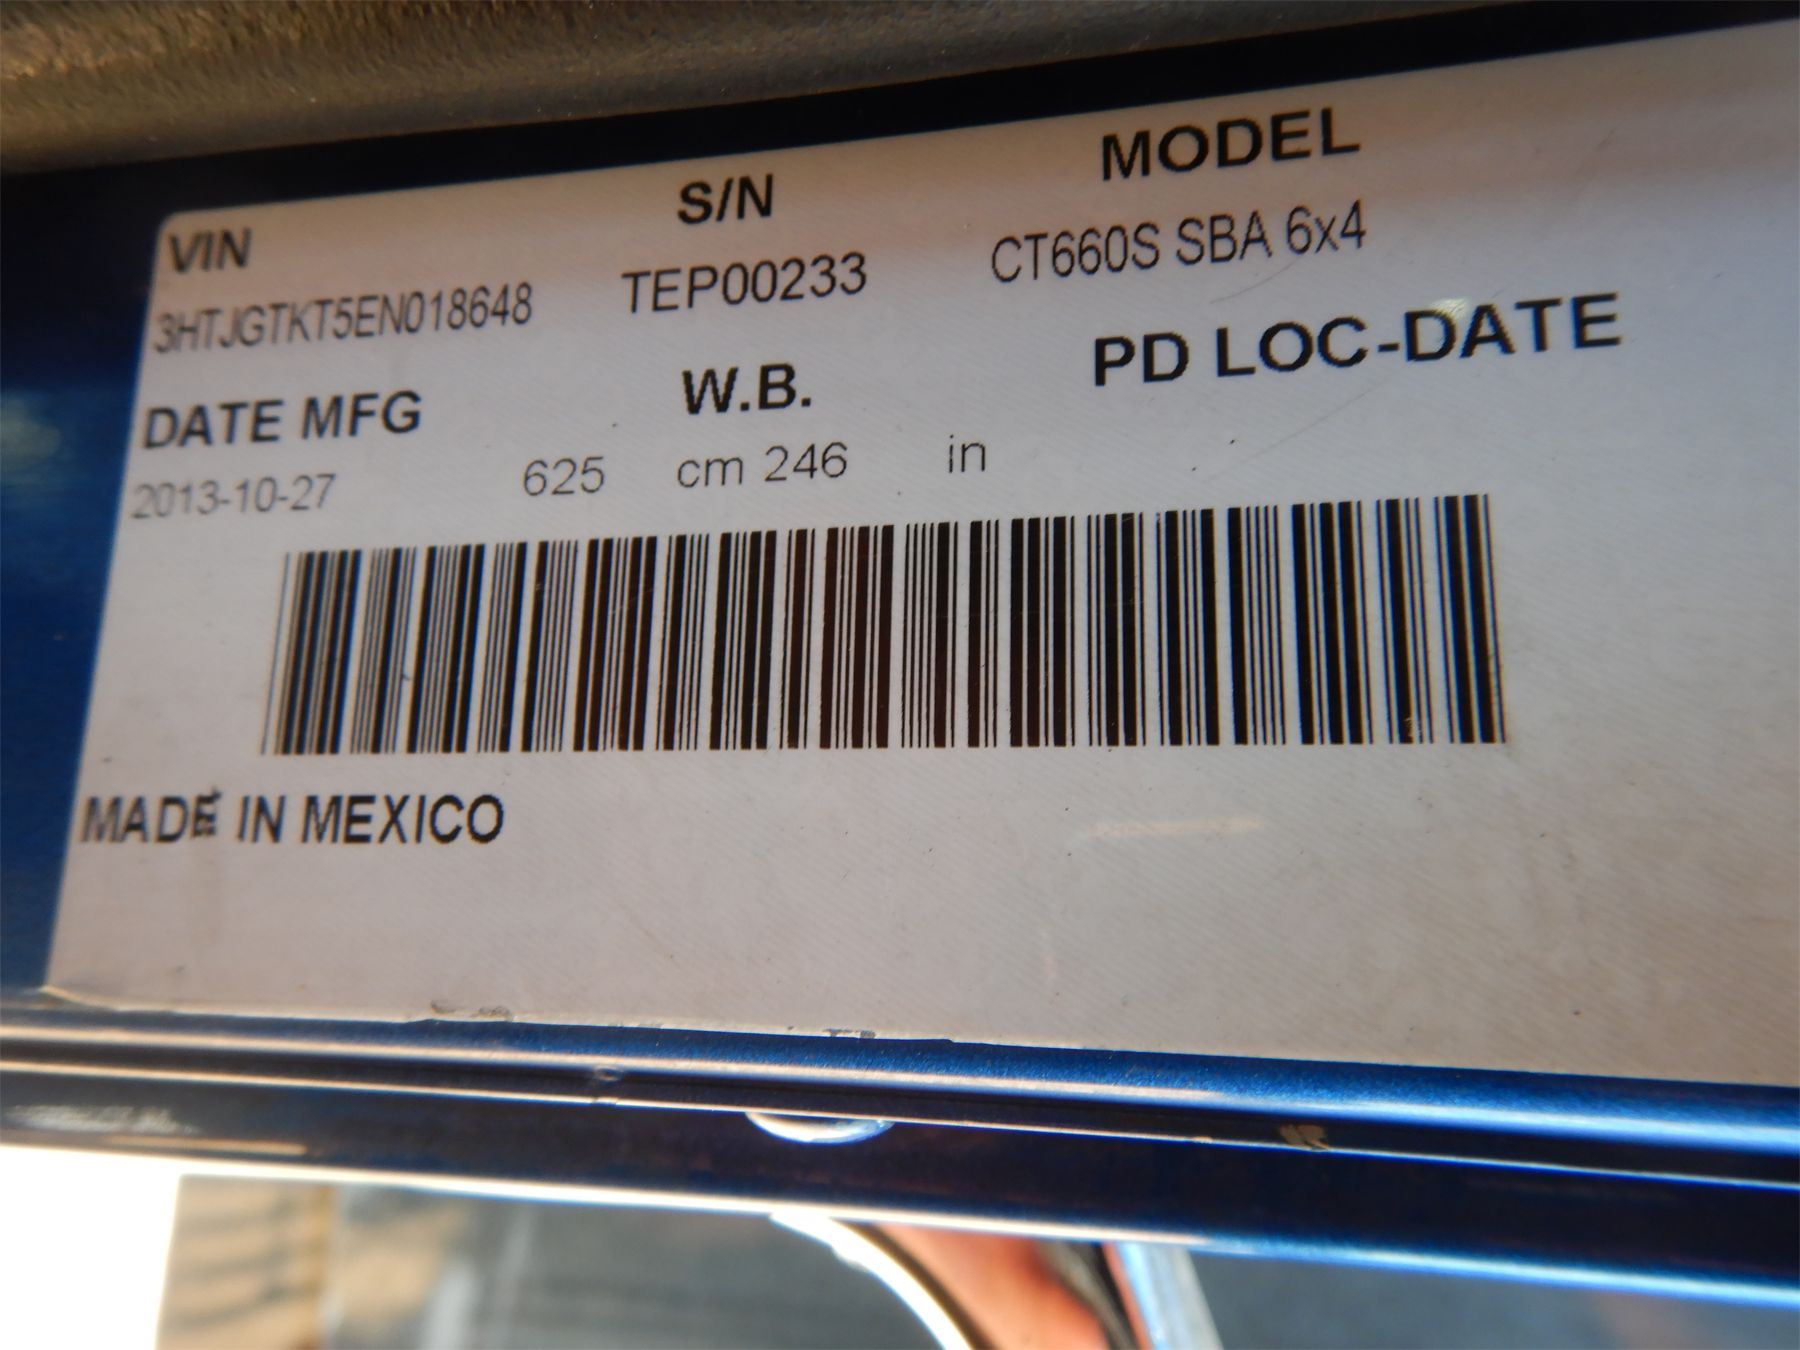 VIN S/N MODEL
3HTJGTKT5EN018648 TEP00233 CT660S SBA 6x4
DATE MFG W.B. PD LOC-DATE
2013-10-27 625 cm 246 in
MADE IN MEXICO